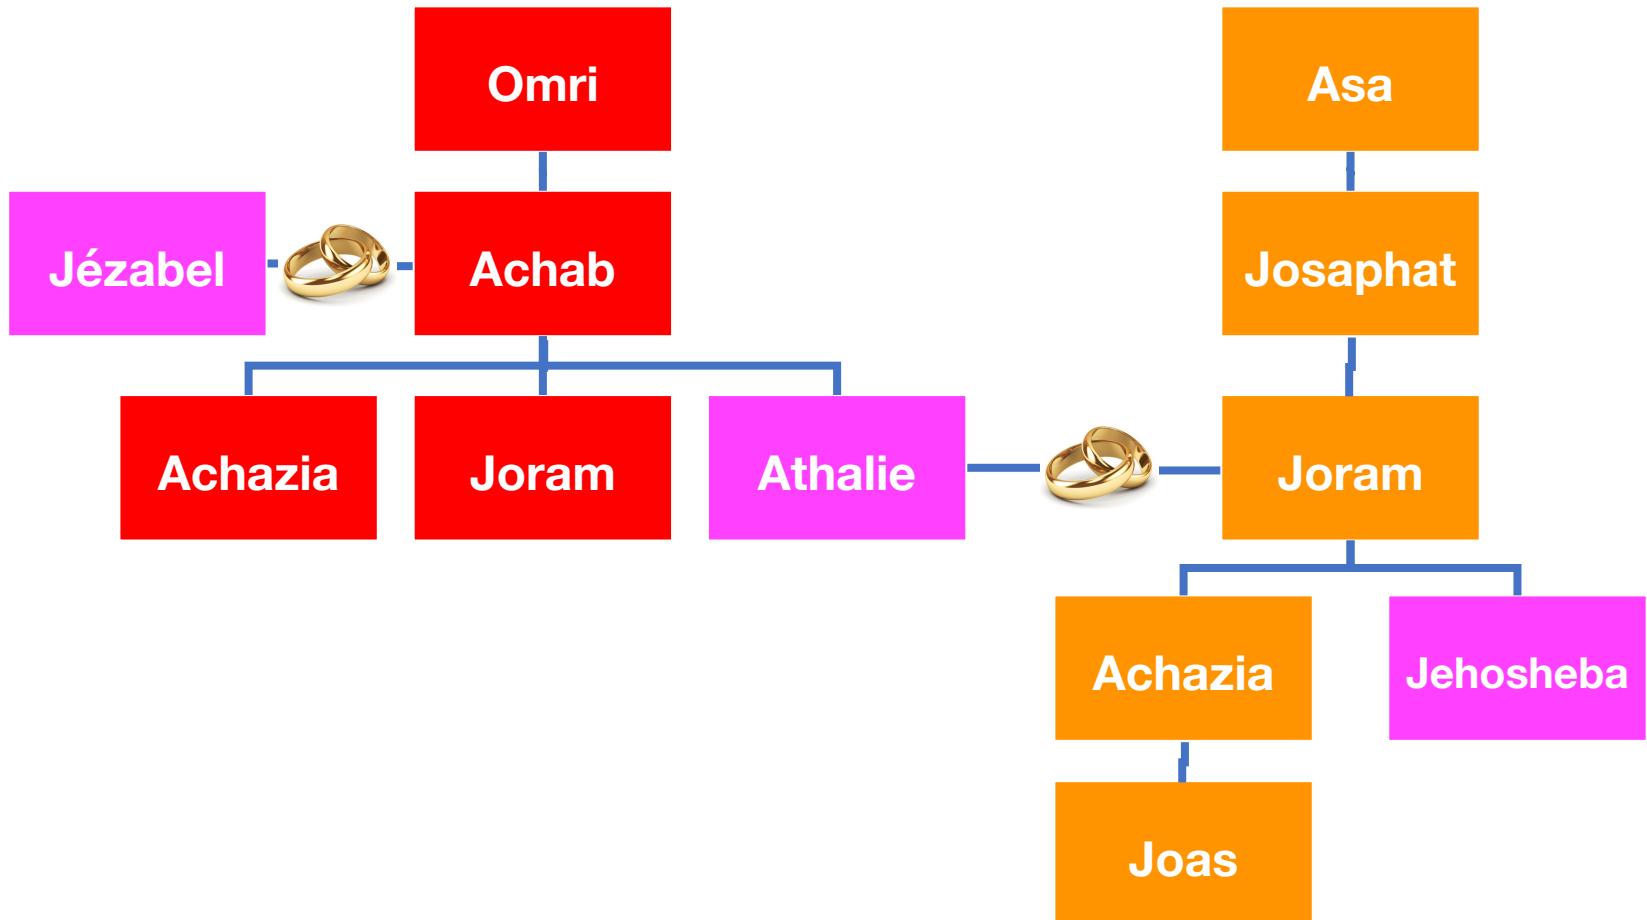 Omri
Asa
Jézabel
Achab
Josaphat
Achazia
Joram
Athalie
Joram
Achazia
Jehosheba
Joas